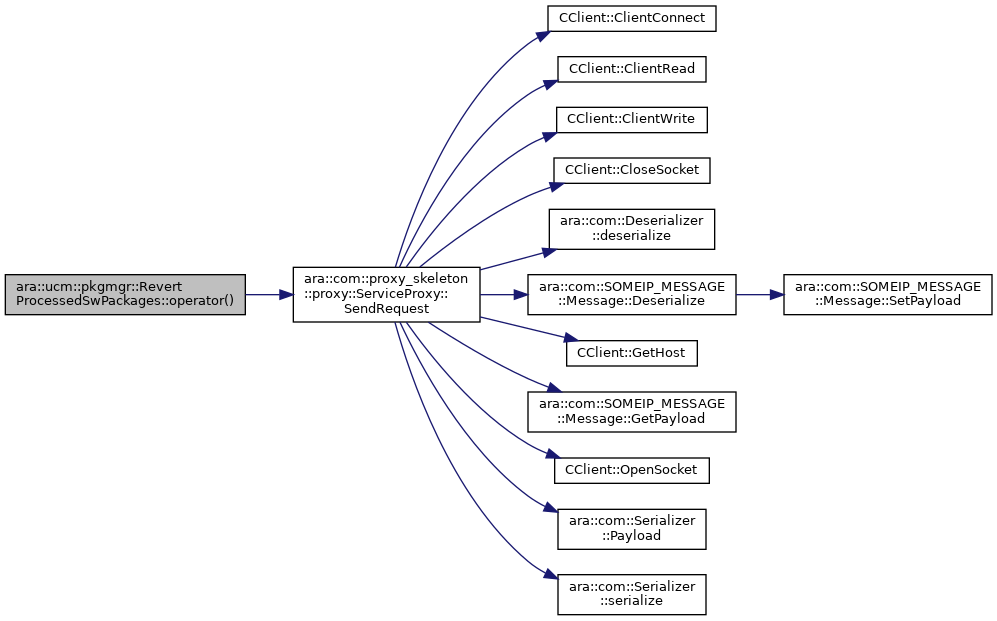 ara::ucm::pkgmgr::Revert
ProcessedSwPackages::operator()
ara::com::proxy_skeleton
::proxy::ServiceProxy::
SendRequest
CClient::ClientConnect
CClient::ClientRead
CClient::ClientWrite
CClient::CloseSocket
ara::com::Deserializer
::deserialize
ara::com::SOMEIP_MESSAGE
::Message::Deserialize
ara::com::SOMEIP_MESSAGE
::Message::SetPayload
CClient::GetHost
ara::com::SOMEIP_MESSAGE
::Message::GetPayload
CClient::OpenSocket
ara::com::Serializer
::Payload
ara::com::Serializer
::serialize